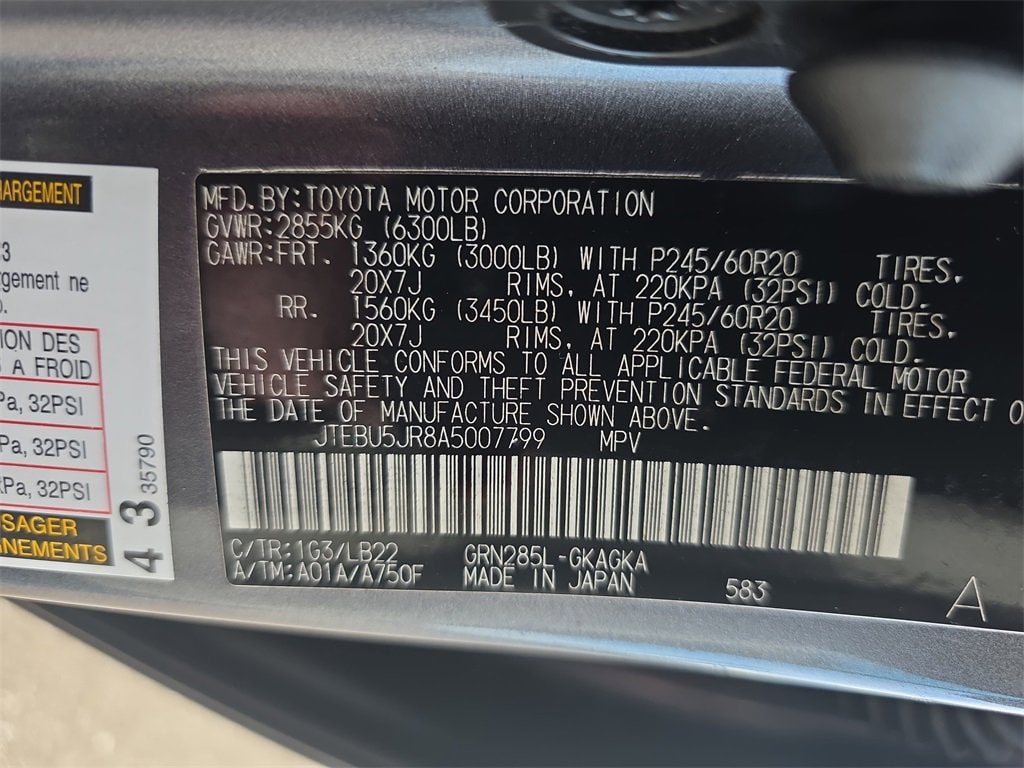 HARGEMENT
argement ne
ION DES
A FROID
Pa, 32PSI
Pa, 32PSI
kPa, 32PSI
SAGER
GNEMENTS
4 3 35790
MFD. BY: TOYOTA MOTOR CORPORATION
GVWR: 2855KG (6300LB)
GAWR: FRT. 1360KG (3000LB) WITH P245/60R20 TIRES,
20X7J RIMS, AT 220KPA (32PSI) COLD.
RR. 1560KG (3450LB) WITH P245/60R20 TIRES,
20X7J RIMS, AT 220KPA (32PSI) COLD.
THIS VEHICLE CONFORMS TO ALL APPLICABLE FEDERAL MOTOR
VEHICLE SAFETY AND THEFT PREVENTION STANDARDS IN EFFECT O
THE DATE OF MANUFACTURE SHOWN ABOVE.
JTEBU5JR8A5007799 MPV
C/TR: 1G3/LB22 GRN285L-GKAGKA
A/TM: A01A/A750F MADE IN JAPAN 583 A